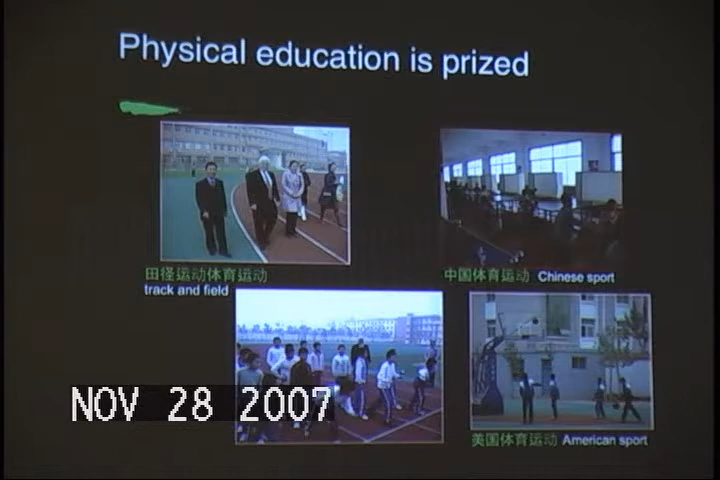 Physical education is prized
田径运动体育运动
track and field
中国体育运动 Chinese sport
NOV 28 2007
美国体育运动 American sport